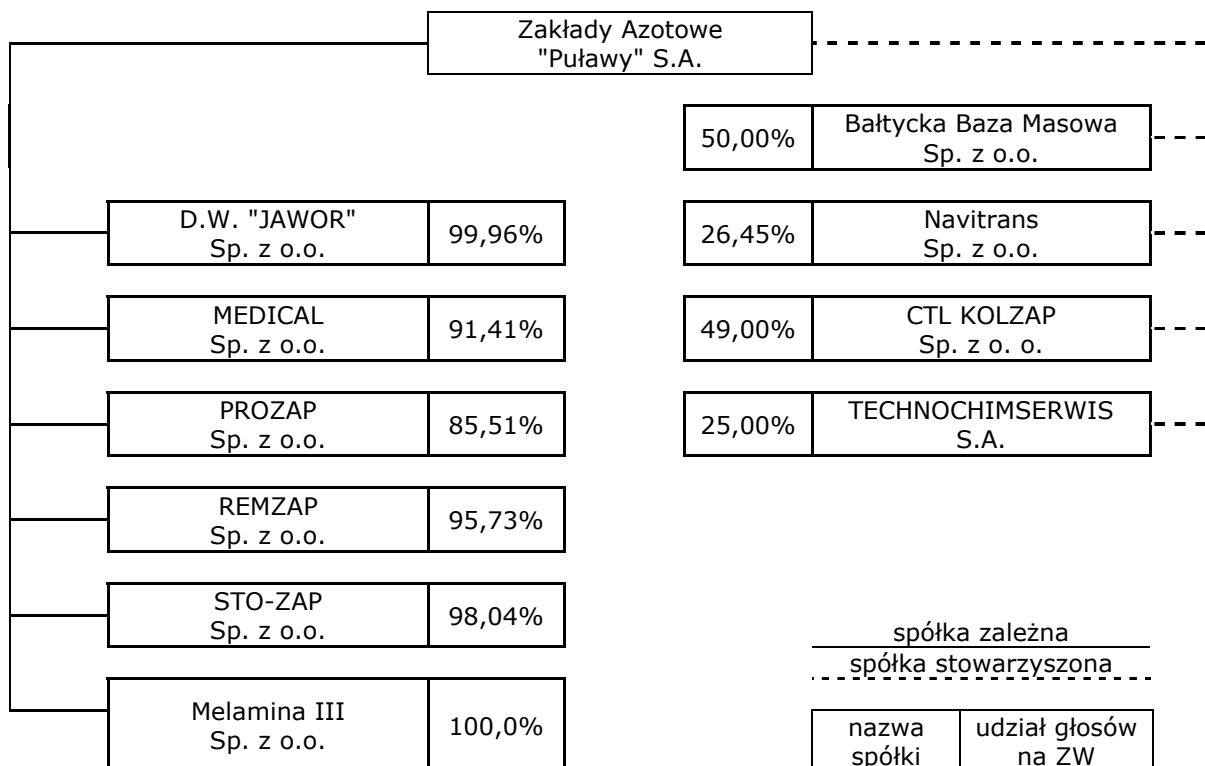 Zakłady Azotowe
"Puławy" S.A.
50,00%
Bałtycka Baza Masowa
Sp. z o.o.
D.W. "JAWOR"
Sp. z o.o.
99,96%
26,45%
Navitrans
Sp. z o.o.
MEDICAL
Sp. z o.o.
91,41%
49,00%
CTL KOLZAP
Sp. z o. o.
PROZAP
Sp. z o.o.
85,51%
25,00%
TECHNOCHIMSERWIS
S.A.
REMZAP
Sp. z o.o.
95,73%
STO-ZAP
Sp. z o.o.
98,04%
spółka zależna
spółka stowarzyszona
Melamina III
Sp. z o.o.
100,0%
nazwa
spółki
udział głosów
na ZW